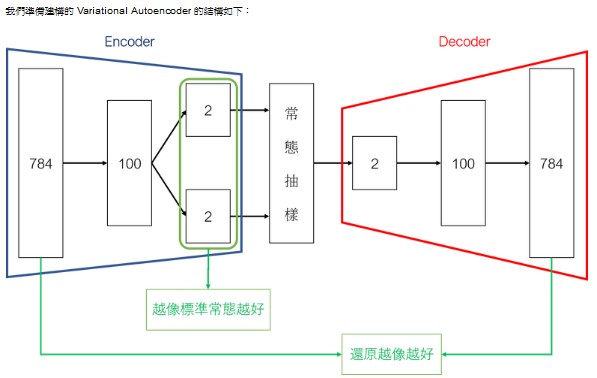 我們準備建構的 Variational Autoencoder 的結構如下：
Encoder
Decoder
784
100
2
2
常態抽樣
2
100
784
越像標準常態越好
還原越像越好